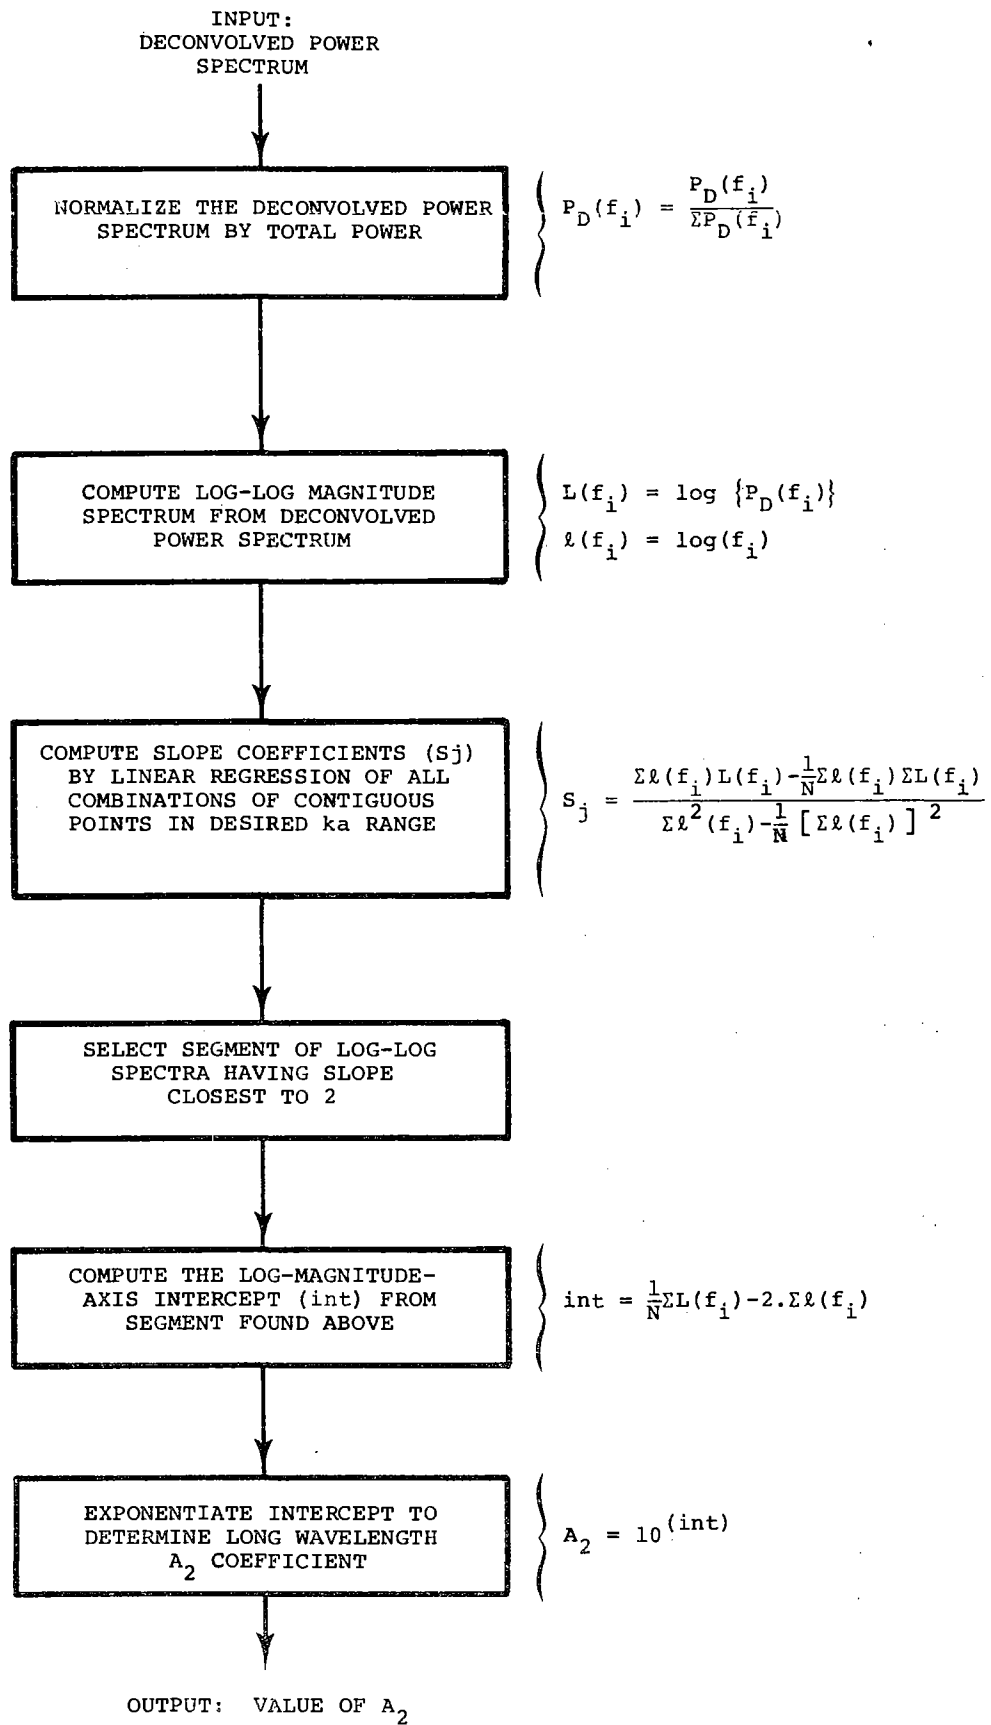 INPUT:
DECONVOLVED POWER
SPECTRUM
NORMALIZE THE DECONVOLVED POWER
SPECTRUM BY TOTAL POWER
P_D(f_i) = P_D(f_i) / ΣP_D(f_i)
COMPUTE LOG-LOG MAGNITUDE
SPECTRUM FROM DECONVOLVED
POWER SPECTRUM
L(f_i) = log {P_D(f_i)}
ℓ(f_i) = log(f_i)
COMPUTE SLOPE COEFFICIENTS (Sj)
BY LINEAR REGRESSION OF ALL
COMBINATIONS OF CONTIGUOUS
POINTS IN DESIRED ka RANGE
S_j = (Σℓ(f_i)L(f_i)-1/N Σℓ(f_i)ΣL(f_i)) / (Σℓ²(f_i)-1/N [Σℓ(f_i)]²)
SELECT SEGMENT OF LOG-LOG
SPECTRA HAVING SLOPE
CLOSEST TO 2
COMPUTE THE LOG-MAGNITUDE-
AXIS INTERCEPT (int) FROM
SEGMENT FOUND ABOVE
int = 1/N ΣL(f_i)-2.Σℓ(f_i)
EXPONENTIATE INTERCEPT TO
DETERMINE LONG WAVELENGTH
A₂ COEFFICIENT
A₂ = 10^(int)
OUTPUT: VALUE OF A₂